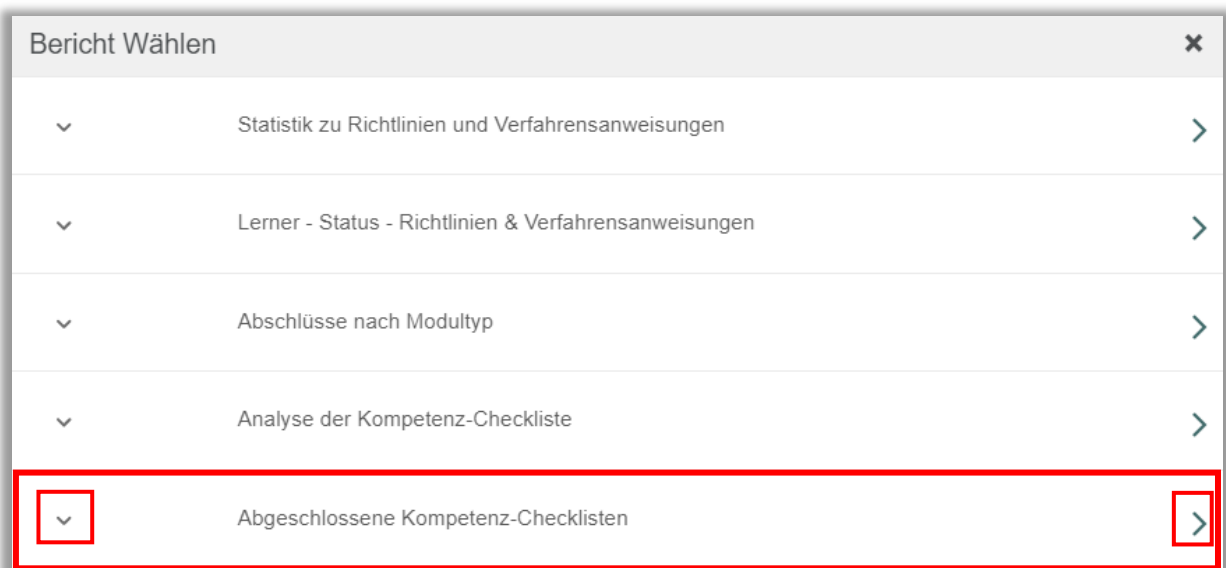 Bericht Wählen
Statistik zu Richtlinien und Verfahrensanweisungen
Lerner - Status - Richtlinien & Verfahrensanweisungen
Abschlüsse nach Modultyp
Analyse der Kompetenz-Checkliste
Abgeschlossene Kompetenz-Checklisten